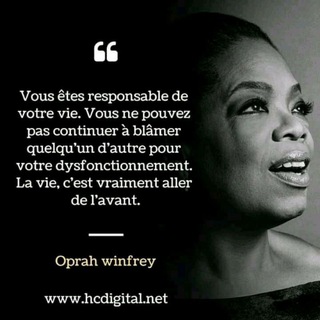 ❝
Vous êtes responsable de
votre vie. Vous ne pouvez
pas continuer à blâmer
quelqu'un d'autre pour
votre dysfonctionnement.
La vie, c'est vraiment aller
de l'avant.
Oprah winfrey
www.hcdigital.net